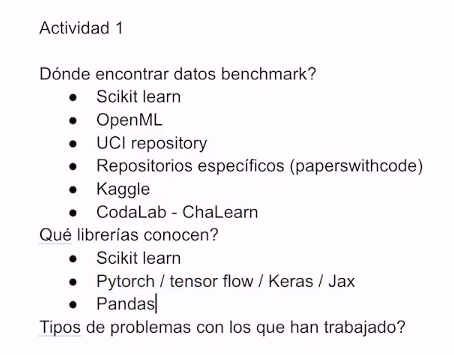 Actividad 1
Dónde encontrar datos benchmark?
● Scikit learn
● OpenML
● UCI repository
● Repositorios específicos (paperswithcode)
● Kaggle
● CodaLab - ChaLearn
Qué librerías conocen?
● Scikit learn
● Pytorch / tensor flow / Keras / Jax
● Pandas
Tipos de problemas con los que han trabajado?